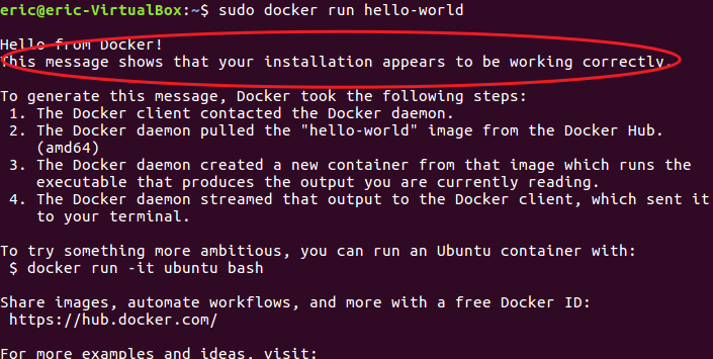 eric@eric-VirtualBox:~$ sudo docker run hello-world
Hello from Docker!
This message shows that your installation appears to be working correctly.
To generate this message, Docker took the following steps:
1. The Docker client contacted the Docker daemon.
2. The Docker daemon pulled the "hello-world" image from the Docker Hub.
(amd64)
3. The Docker daemon created a new container from that image which runs the
executable that produces the output you are currently reading.
4. The Docker daemon streamed that output to the Docker client, which sent it
to your terminal.
To try something more ambitious, you can run an Ubuntu container with:
$ docker run -it ubuntu bash
Share images, automate workflows, and more with a free Docker ID:
https://hub.docker.com/
For more examples and ideas, visit: